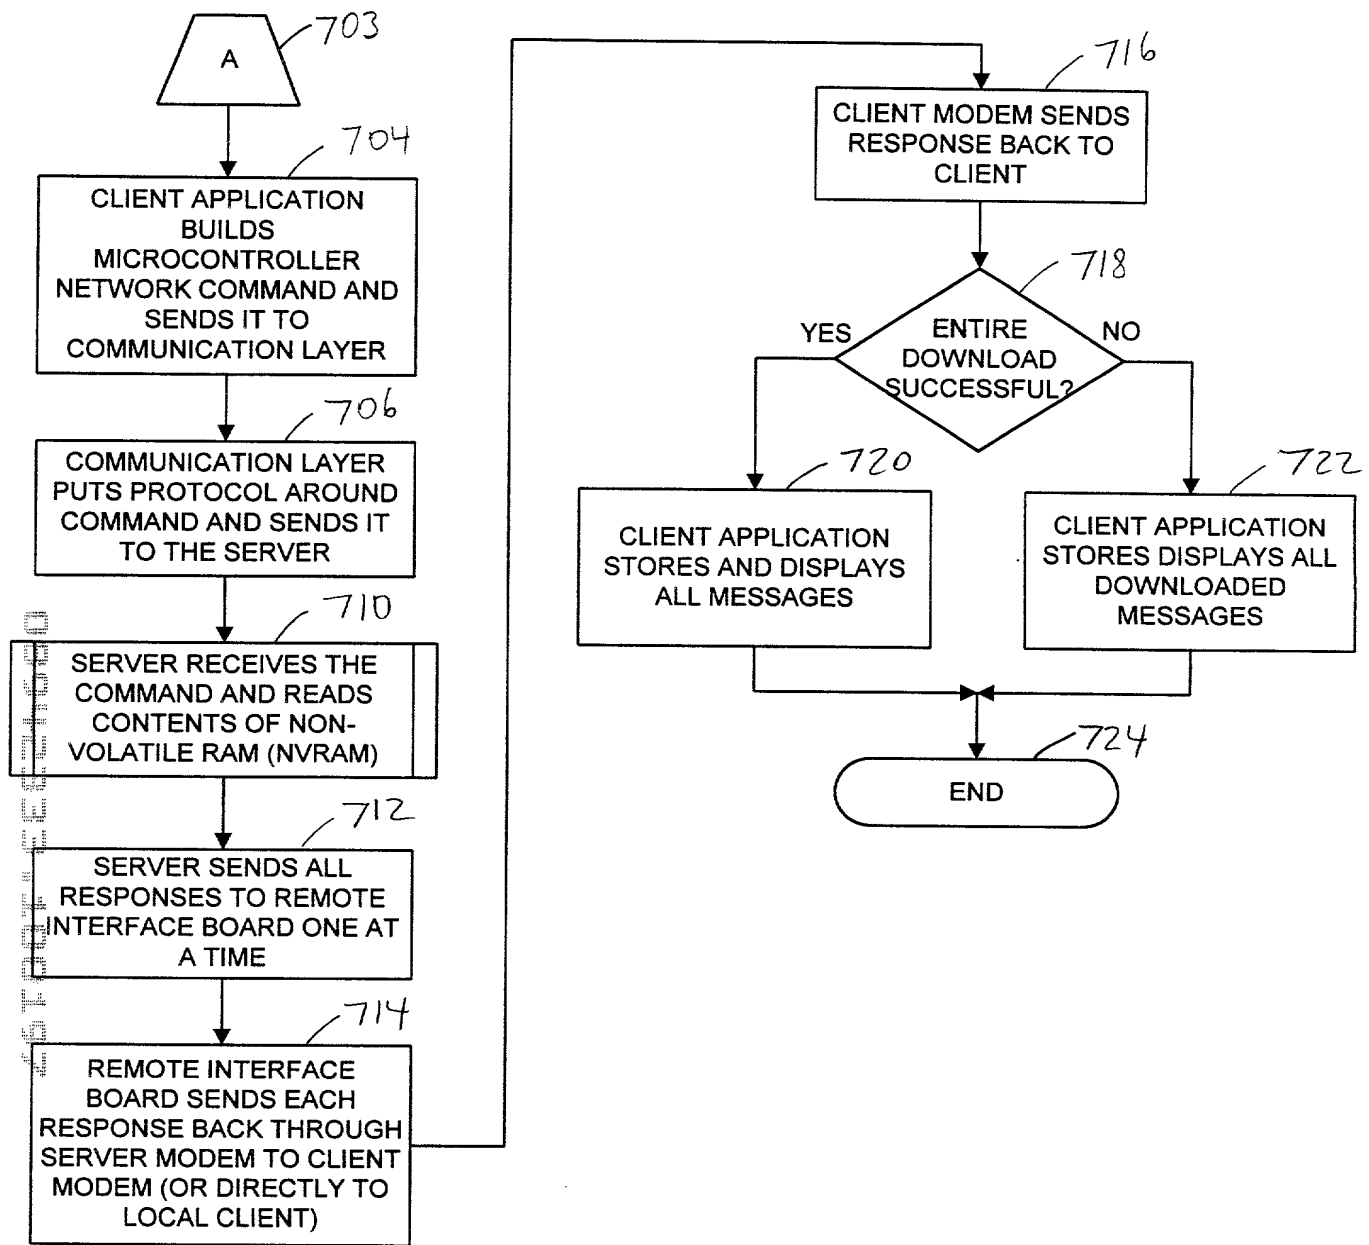 703
A
704
CLIENT APPLICATION
BUILDS
MICROCONTROLLER
NETWORK COMMAND AND
SENDS IT TO
COMMUNICATION LAYER
706
COMMUNICATION LAYER
PUTS PROTOCOL AROUND
COMMAND AND SENDS IT
TO THE SERVER
710
SERVER RECEIVES THE
COMMAND AND READS
CONTENTS OF NON-
VOLATILE RAM (NVRAM)
712
SERVER SENDS ALL
RESPONSES TO REMOTE
INTERFACE BOARD ONE AT
A TIME
714
REMOTE INTERFACE
BOARD SENDS EACH
RESPONSE BACK THROUGH
SERVER MODEM TO CLIENT
MODEM (OR DIRECTLY TO
LOCAL CLIENT)
716
CLIENT MODEM SENDS
RESPONSE BACK TO
CLIENT
718
YES
ENTIRE
DOWNLOAD
SUCCESSFUL?
NO
720
CLIENT APPLICATION
STORES AND DISPLAYS
ALL MESSAGES
722
CLIENT APPLICATION
STORES DISPLAYS ALL
DOWNLOADED
MESSAGES
724
END